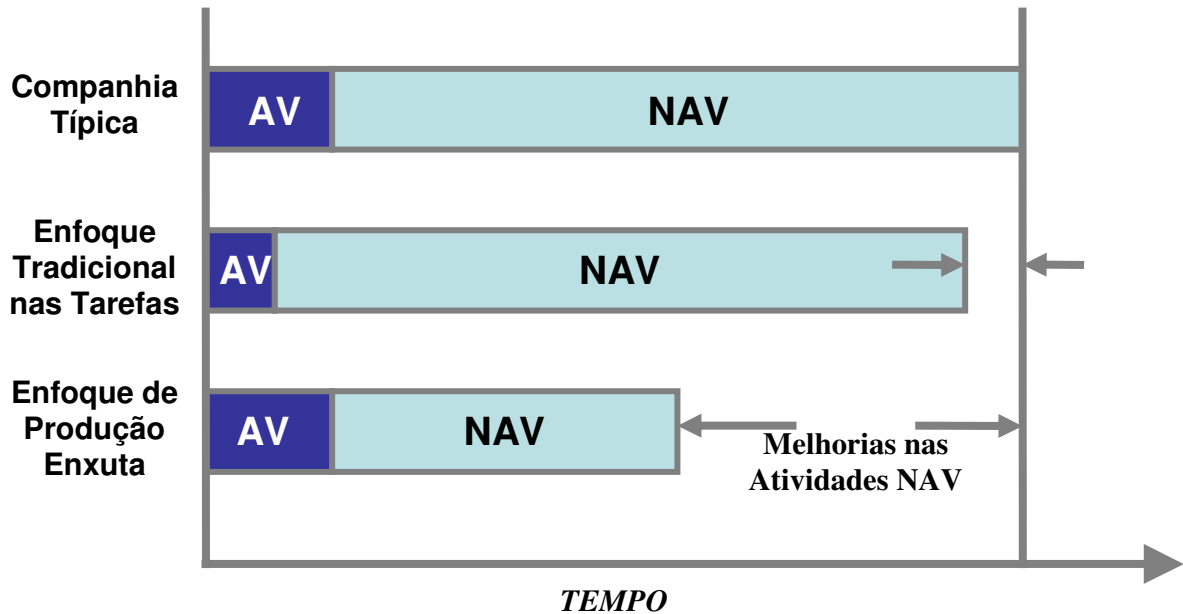 Companhia
Típica
AV
NAV
Enfoque
Tradicional
nas Tarefas
AV
NAV
Enfoque de
Produção
Enxuta
AV
NAV
Melhorias nas
Atividades NAV
TEMPO